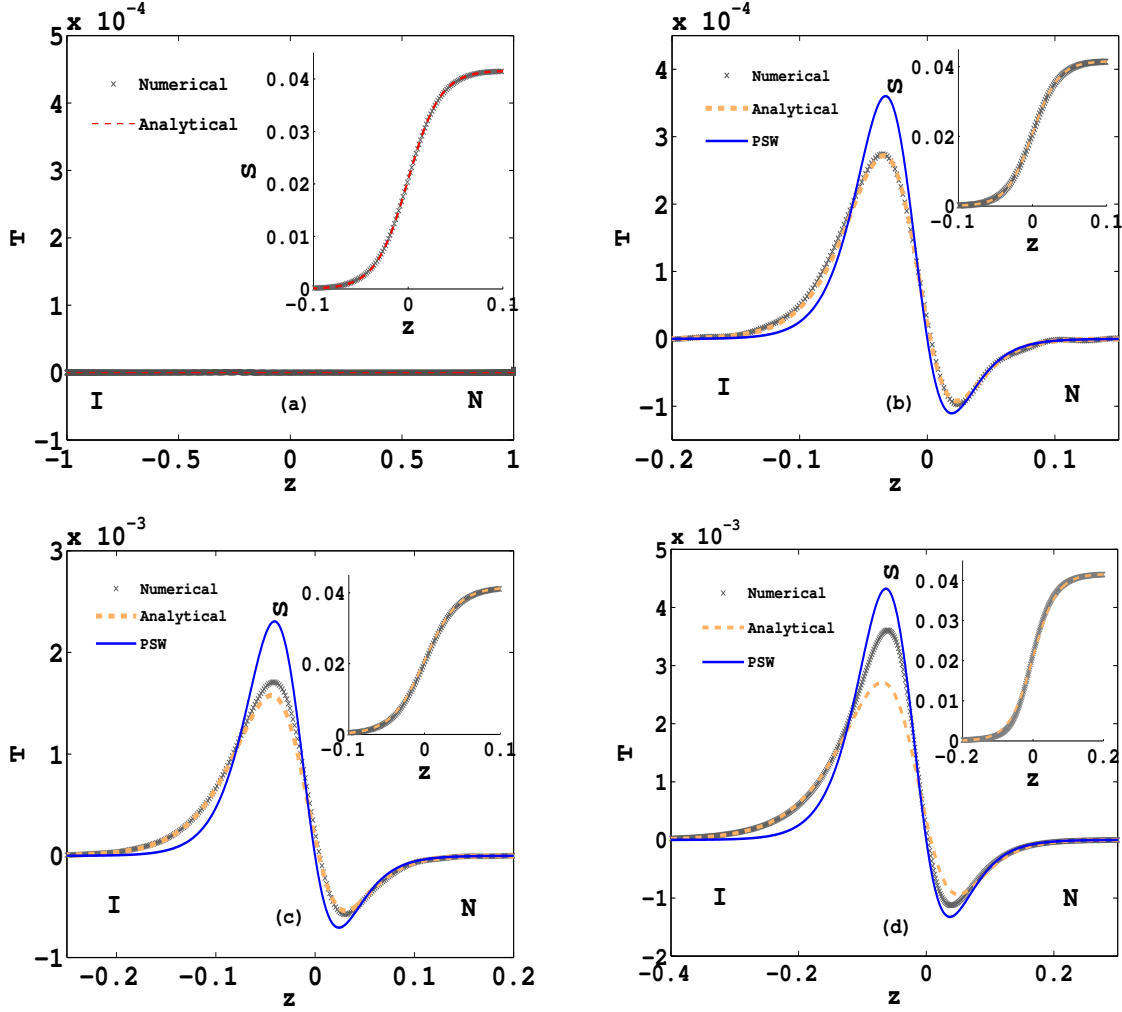 x 10⁻⁴
5
4
3
2
1
0
−1
T
−1 −0.5 0 0.5 1
z
× Numerical
Analytical
I
(a)
N
S
0.04
0.03
0.02
0.01
0
−0.1 0 0.1
z
x 10⁻⁴
4
3
2
1
0
−1
T
−0.2 −0.1 0 0.1
z
× Numerical
Analytical
PSW
I
(b)
N
S
0.04
0.02
0
−0.1 0 0.1
z
x 10⁻³
3
2
1
0
−1
T
−0.2 −0.1 0 0.1 0.2
z
× Numerical
Analytical
PSW
I
(c)
N
S
0.04
0.02
0
−0.1 0 0.1
z
x 10⁻³
5
4
3
2
1
0
−1
−2
T
−0.4 −0.2 0 0.2
z
× Numerical
Analytical
PSW
I
(d)
N
S
0.04
0.03
0.02
0.01
0
−0.2 0 0.2
z